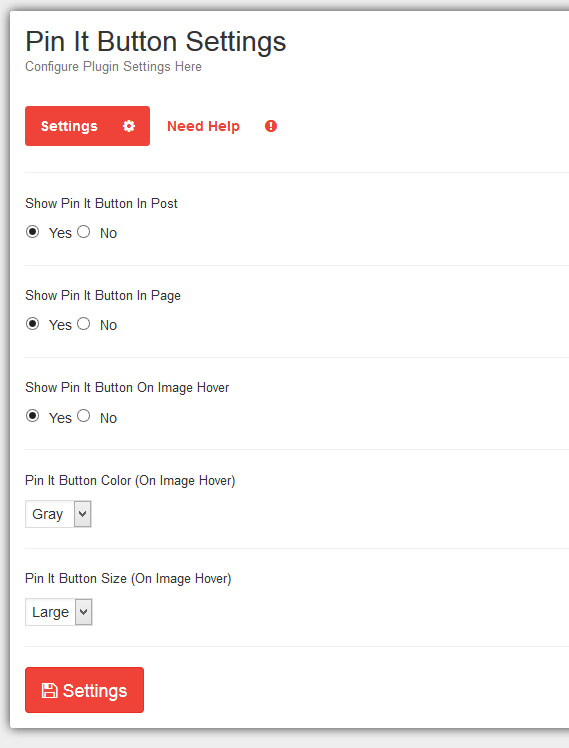 Pin It Button Settings
Configure Plugin Settings Here
Settings Need Help
Show Pin It Button In Post
Yes No
Show Pin It Button In Page
Yes No
Show Pin It Button On Image Hover
Yes No
Pin It Button Color (On Image Hover)
Gray
Pin It Button Size (On Image Hover)
Large
Settings